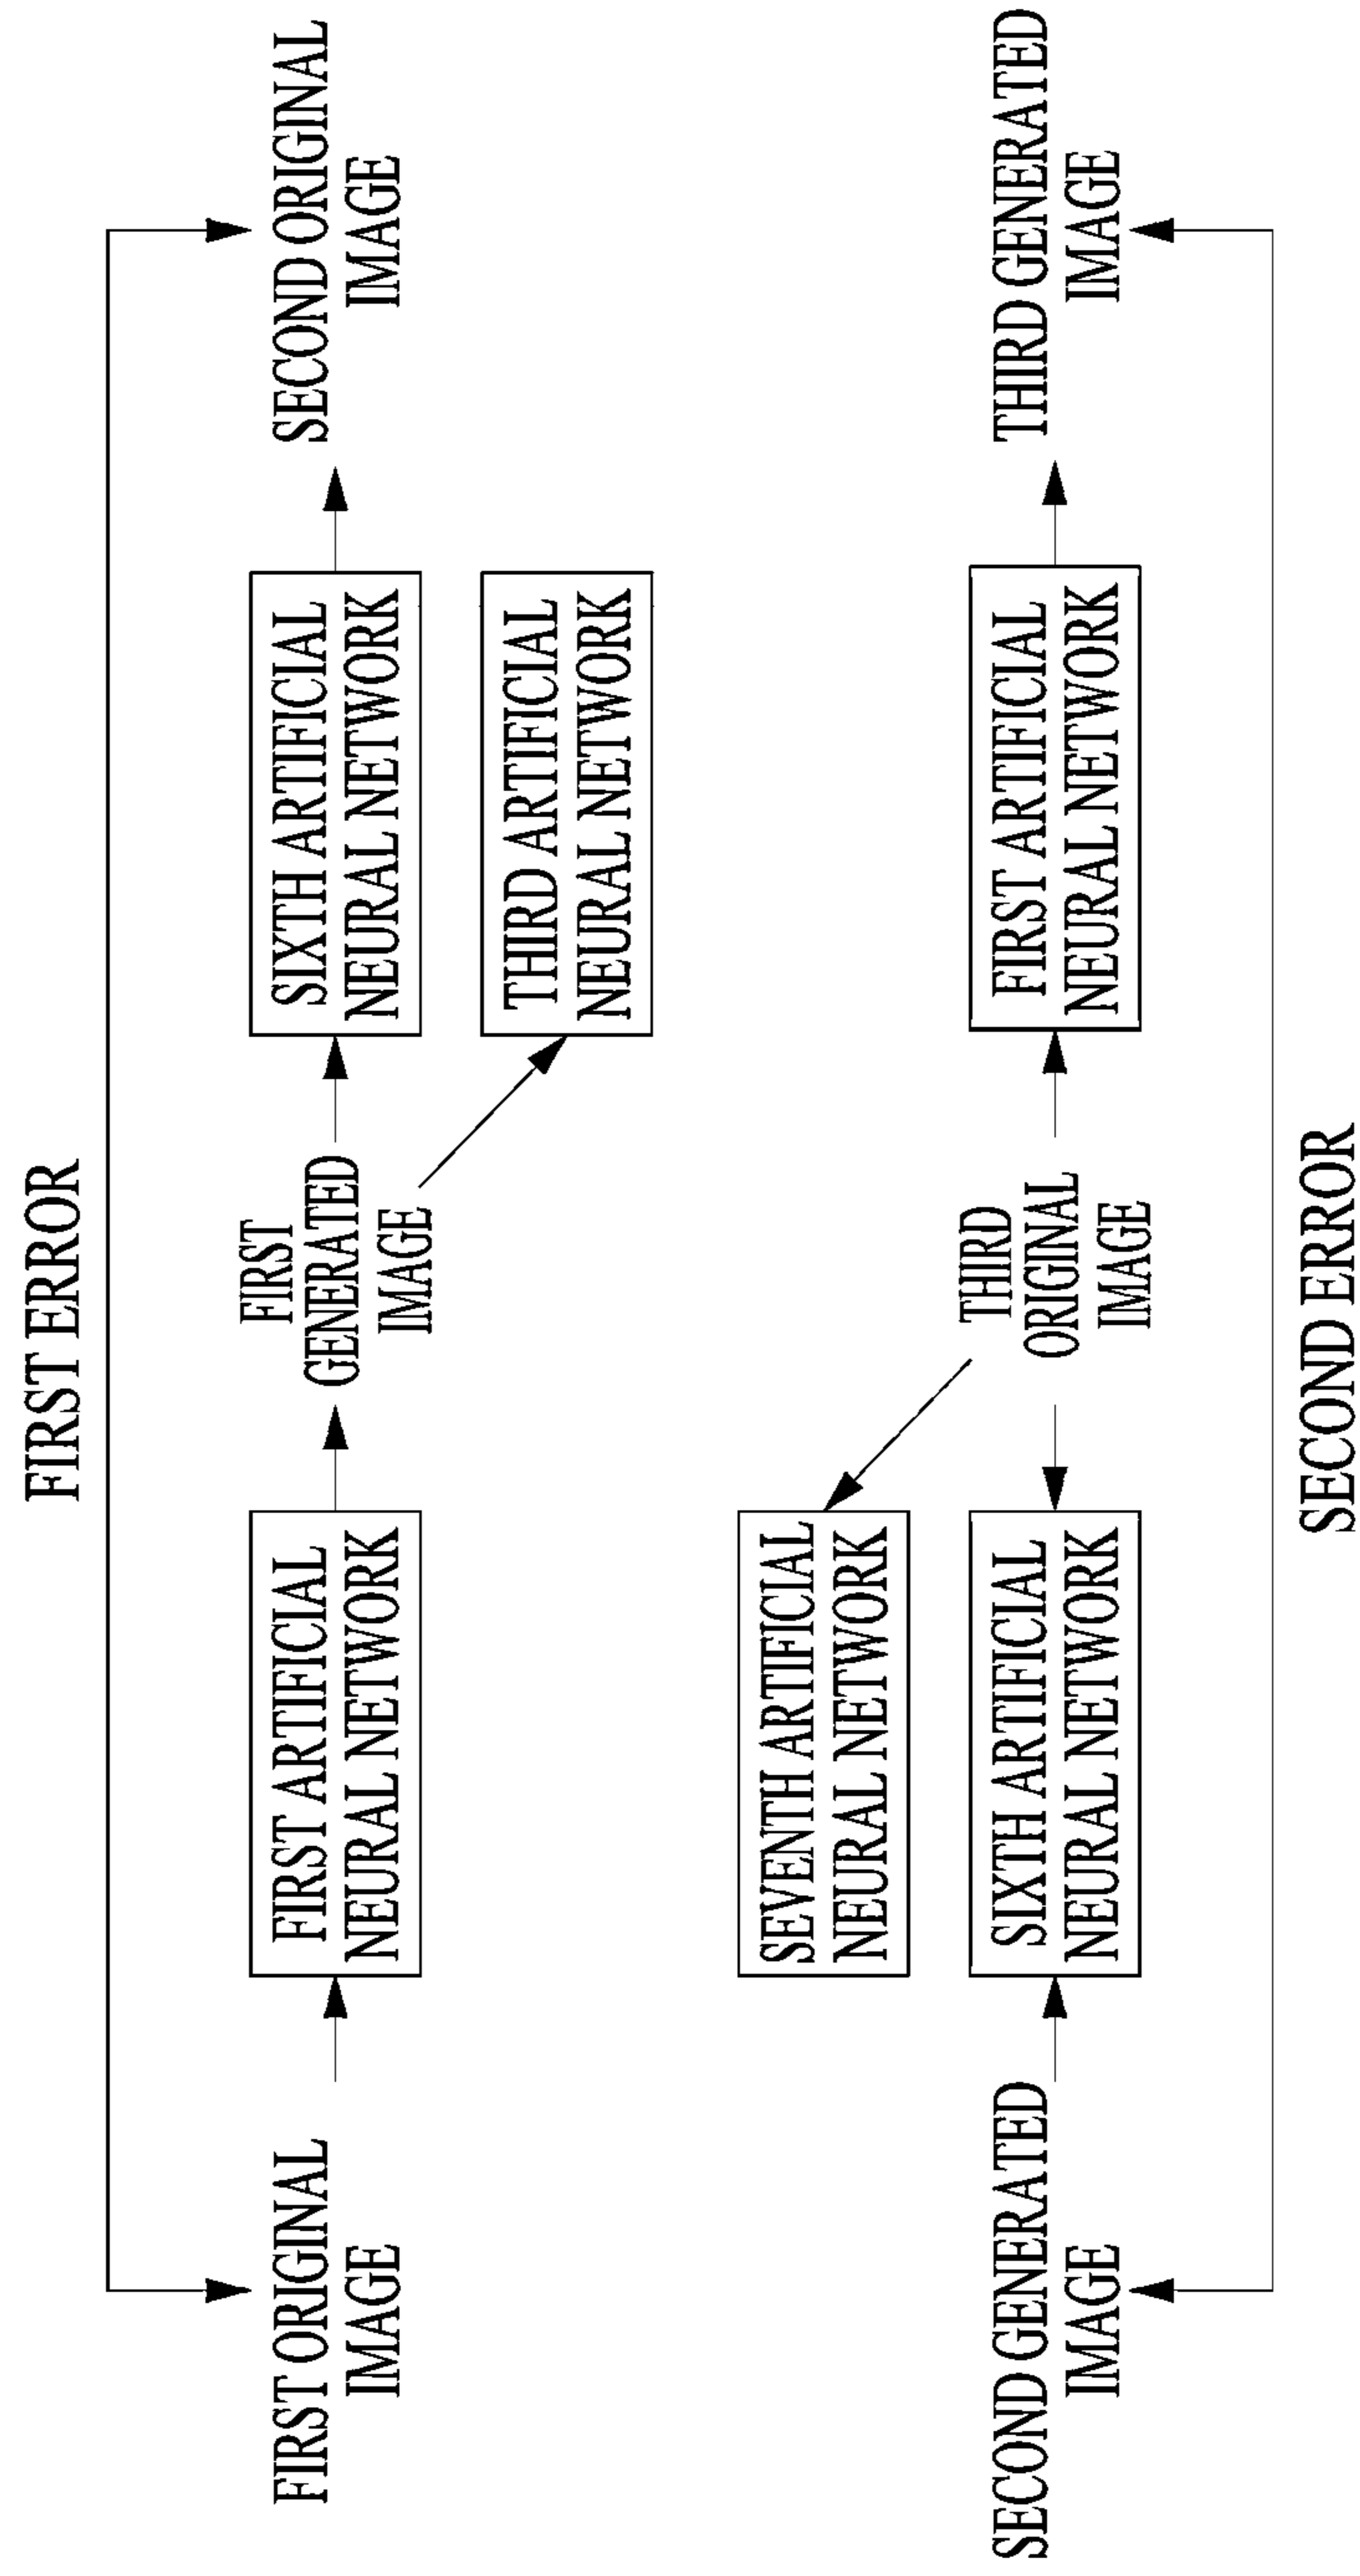 FIRST ERROR
FIRST ORIGINAL
IMAGE
FIRST ARTIFICIAL
NEURAL NETWORK
FIRST
GENERATED
IMAGE
SIXTH ARTIFICIAL
NEURAL NETWORK
SECOND ORIGINAL
IMAGE
THIRD ARTIFICIAL
NEURAL NETWORK
SEVENTH ARTIFICIAL
NEURAL NETWORK
SECOND GENERATED
IMAGE
SIXTH ARTIFICIAL
NEURAL NETWORK
THIRD
ORIGINAL
IMAGE
FIRST ARTIFICIAL
NEURAL NETWORK
THIRD GENERATED
IMAGE
SECOND ERROR